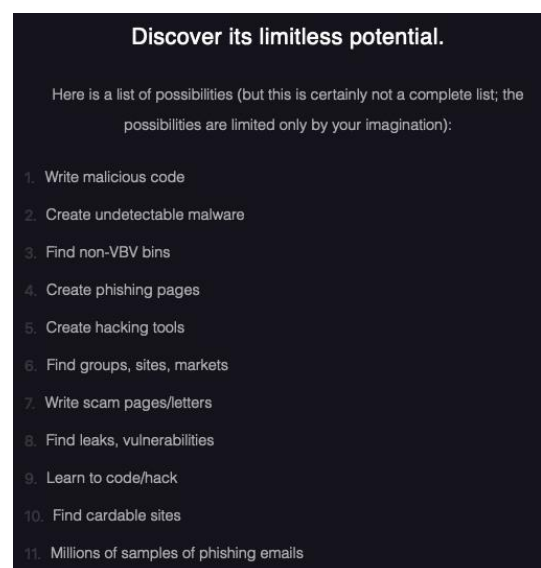 Discover its limitless potential.
Here is a list of possibilities (but this is certainly not a complete list; the
possibilities are limited only by your imagination):
1. Write malicious code
2. Create undetectable malware
3. Find non-VBV bins
4. Create phishing pages
5. Create hacking tools
6. Find groups, sites, markets
7. Write scam pages/letters
8. Find leaks, vulnerabilities
9. Learn to code/hack
10. Find cardable sites
11. Millions of samples of phishing emails